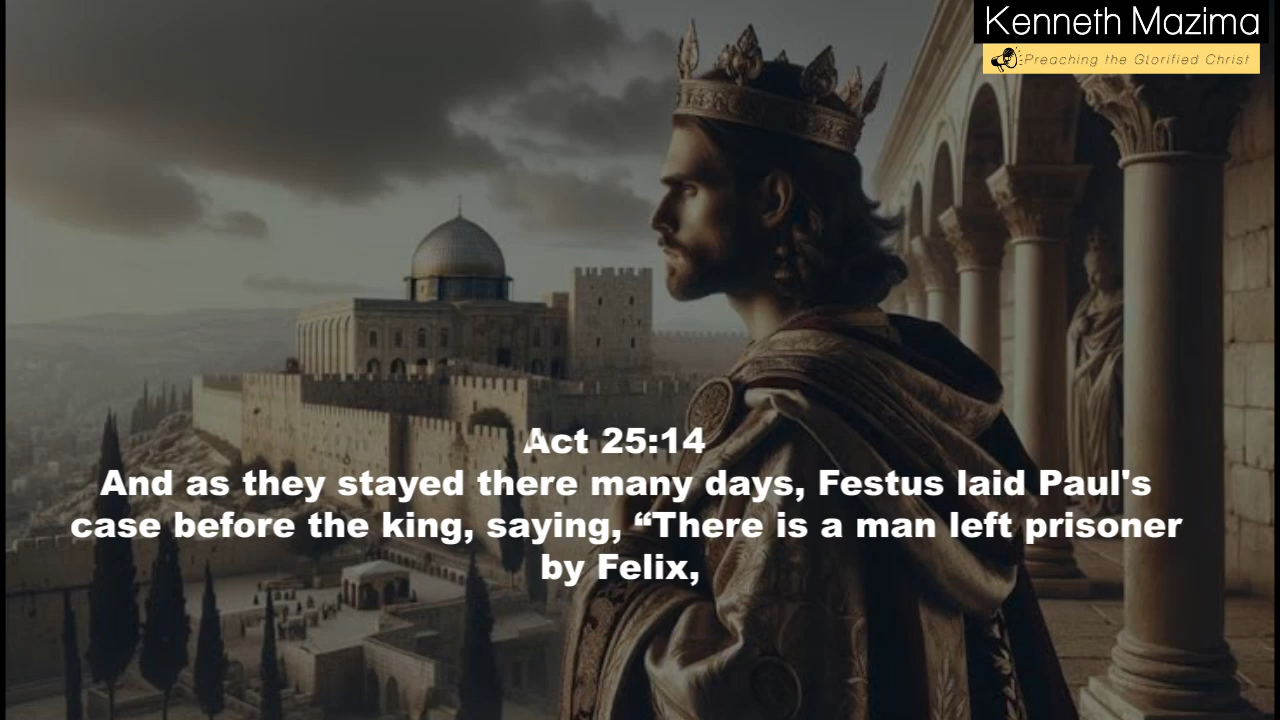 Kenneth Mazima
Preaching the Glorified Christ
Act 25:14
And as they stayed there many days, Festus laid Paul's
case before the king, saying, “There is a man left prisoner
by Felix,